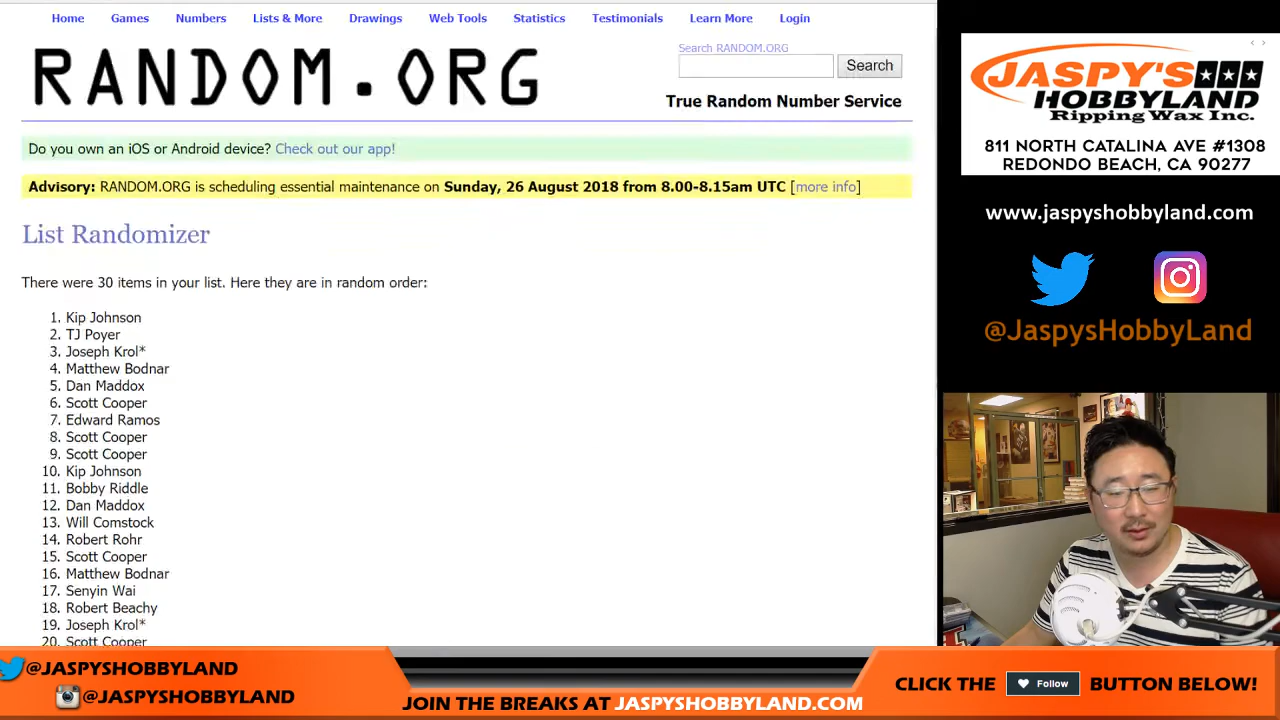 Home Games Numbers Lists & More Drawings Web Tools Statistics Testimonials Learn More Login
RANDOM.ORG
Search RANDOM.ORG
Search
True Random Number Service
Do you own an iOS or Android device? Check out our app!
Advisory: RANDOM.ORG is scheduling essential maintenance on Sunday, 26 August 2018 from 8.00-8.15am UTC [more info]
List Randomizer
There were 30 items in your list. Here they are in random order:
1. Kip Johnson
2. TJ Poyer
3. Joseph Krol*
4. Matthew Bodnar
5. Dan Maddox
6. Scott Cooper
7. Edward Ramos
8. Scott Cooper
9. Scott Cooper
10. Kip Johnson
11. Bobby Riddle
12. Dan Maddox
13. Will Comstock
14. Robert Rohr
15. Scott Cooper
16. Matthew Bodnar
17. Senyin Wai
18. Robert Beachy
19. Joseph Krol*
20. Scott Cooper
JASPY'S
HOBBYLAND
Ripping Wax Inc.
811 NORTH CATALINA AVE #1308
REDONDO BEACH, CA 90277
www.jaspyshobbyland.com
@JaspysHobbyLand
@JASPYSHOBBYLAND
@JASPYSHOBBYLAND
JOIN THE BREAKS AT JASPYSHOBBYLAND.COM
CLICK THE Follow BUTTON BELOW!